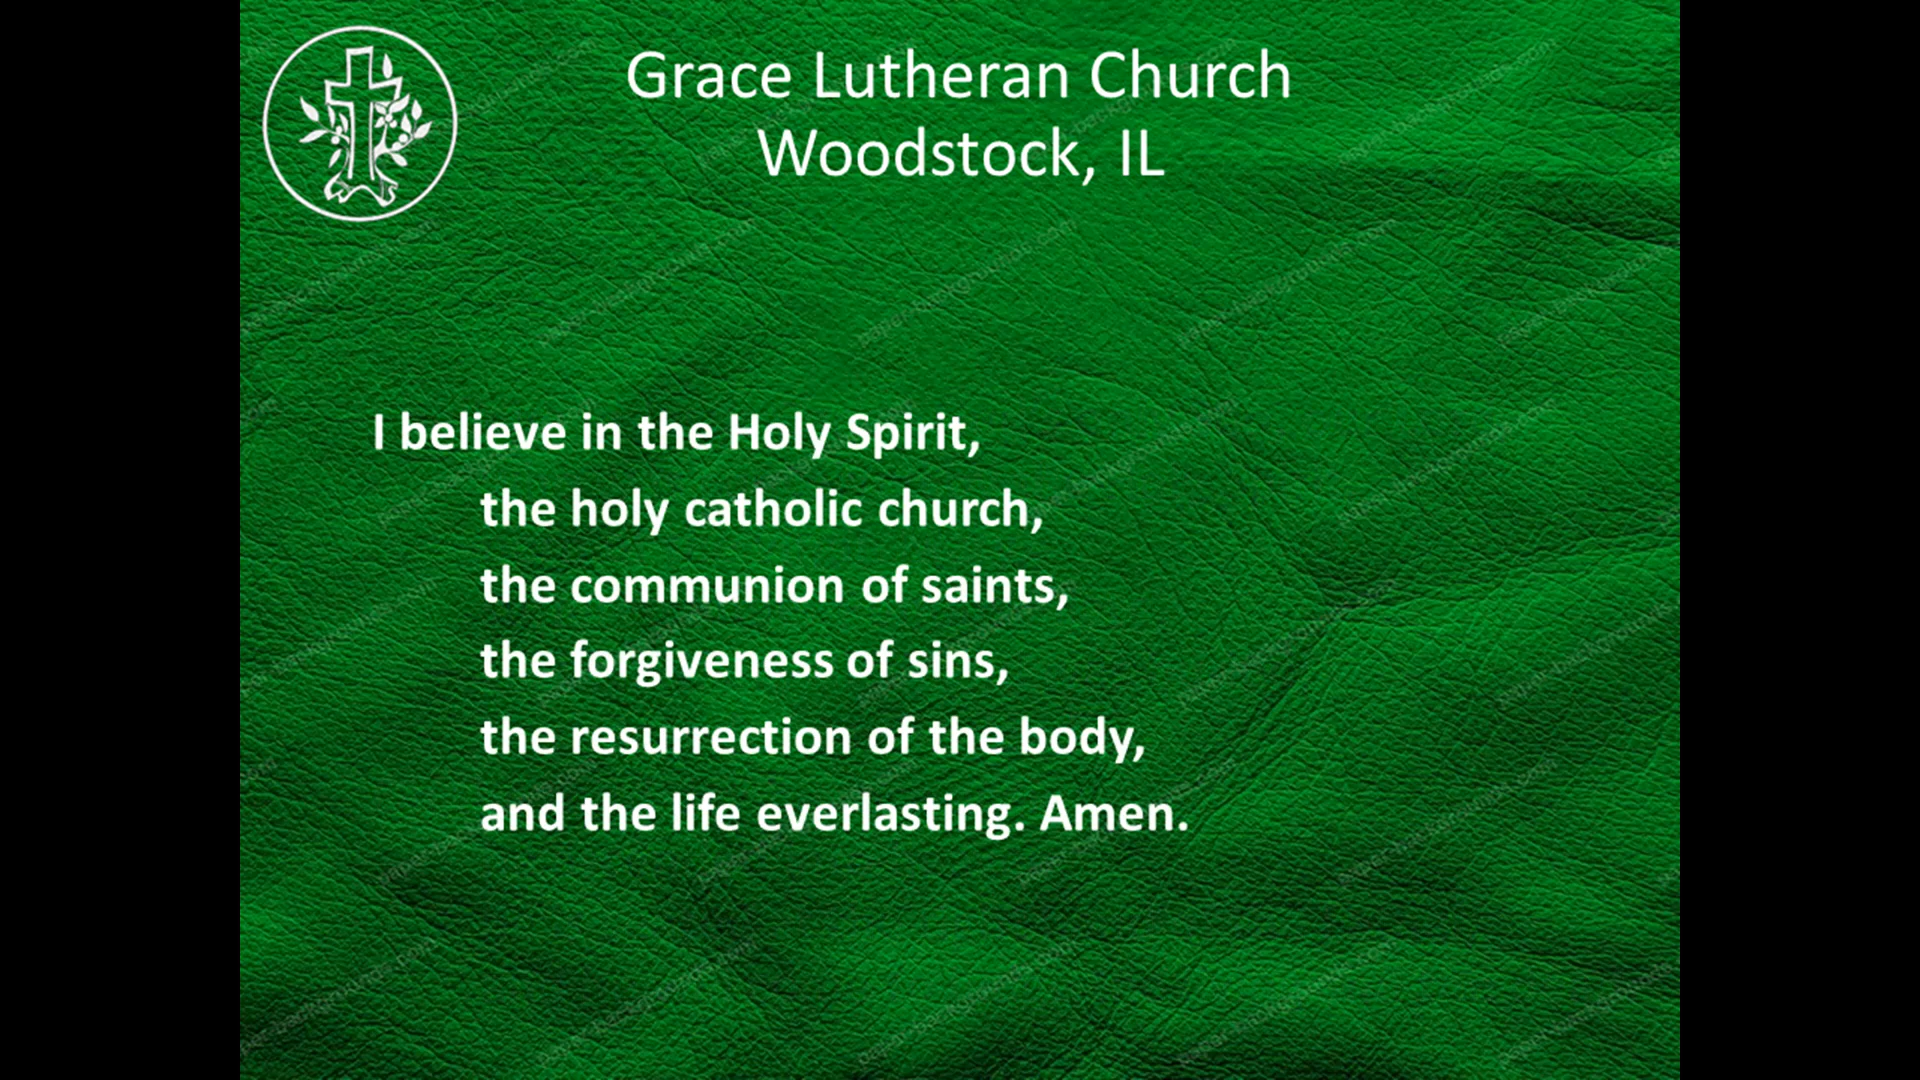 Grace Lutheran Church
Woodstock, IL
I believe in the Holy Spirit,
the holy catholic church,
the communion of saints,
the forgiveness of sins,
the resurrection of the body,
and the life everlasting. Amen.